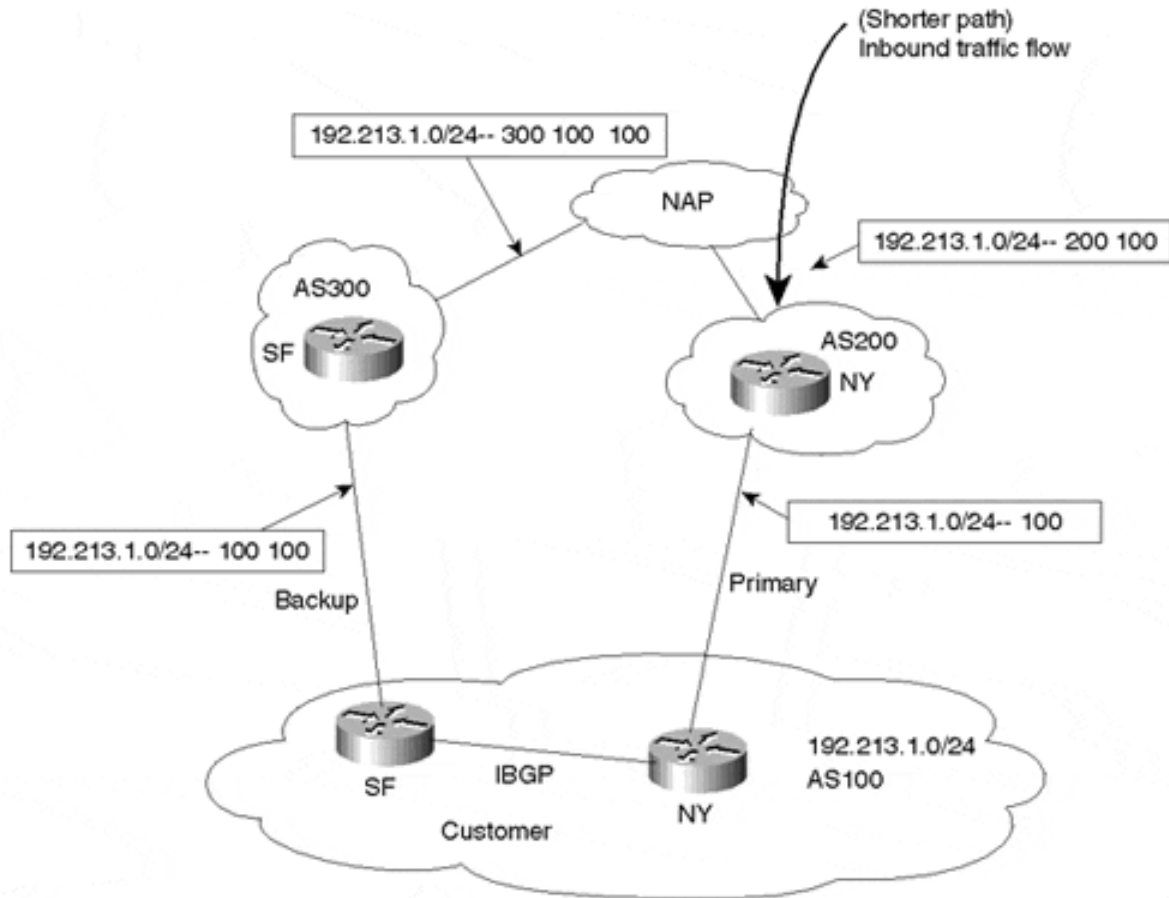 (Shorter path)
Inbound traffic flow
192.213.1.0/24-- 300 100 100
NAP
192.213.1.0/24-- 200 100
AS300
SF
AS200
NY
192.213.1.0/24-- 100 100
192.213.1.0/24-- 100
Backup
Primary
SF
IBGP
NY
192.213.1.0/24
AS100
Customer